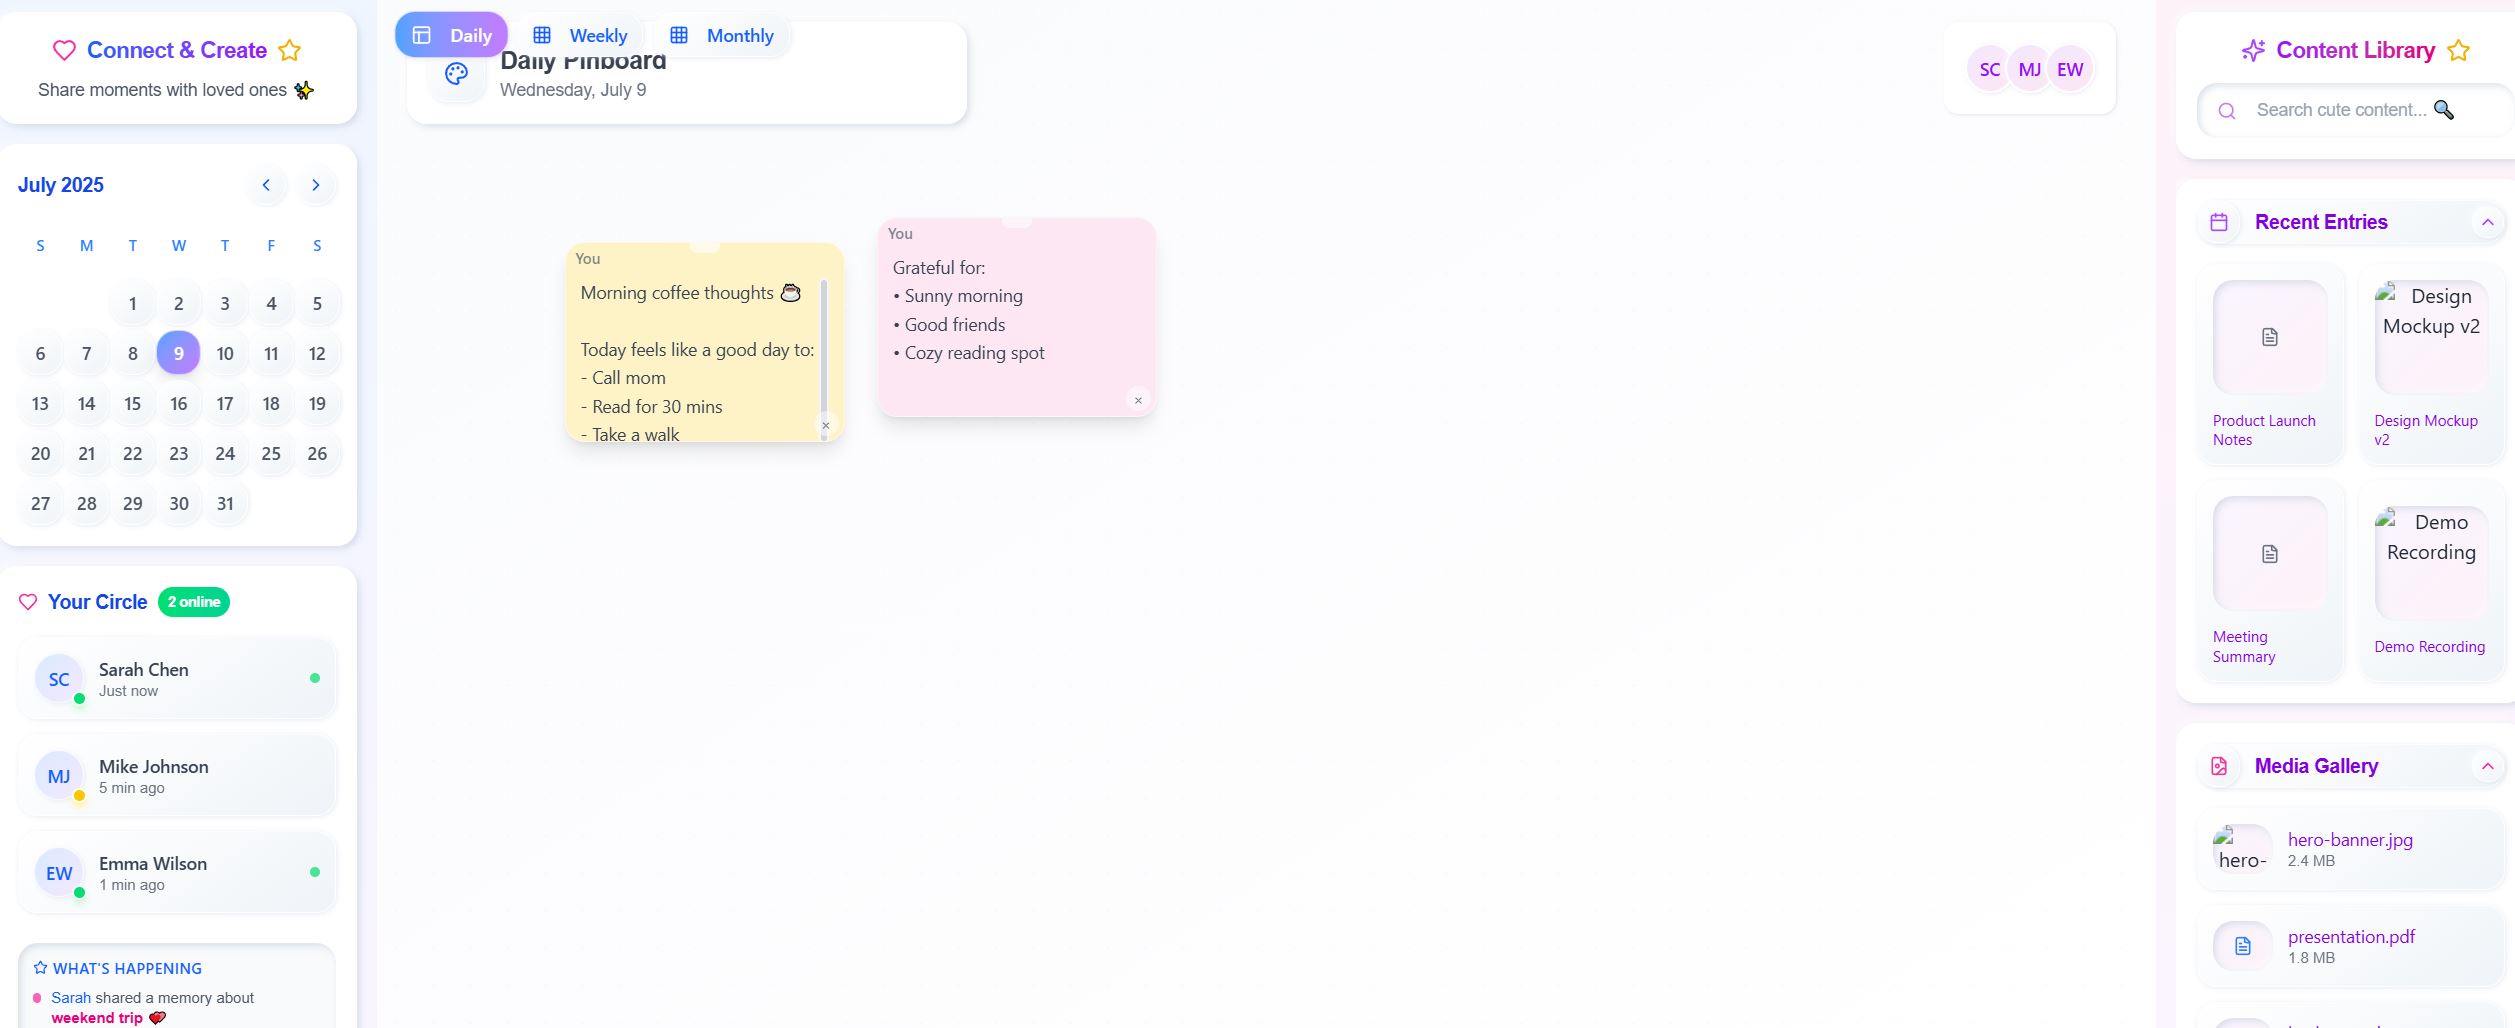 Connect & Create
Share moments with loved ones ✨
July 2025
S M T W T F S
1 2 3 4 5
6 7 8 9 10 11 12
13 14 15 16 17 18 19
20 21 22 23 24 25 26
27 28 29 30 31
Your Circle 2 online
SC Sarah Chen
Just now
MJ Mike Johnson
5 min ago
EW Emma Wilson
1 min ago
WHAT'S HAPPENING
Sarah shared a memory about
weekend trip 💕
Daily Weekly Monthly
Daily Pinboard
Wednesday, July 9
SC MJ EW
You
Morning coffee thoughts ☕
Today feels like a good day to:
- Call mom
- Read for 30 mins
- Take a walk
×
You
Grateful for:
• Sunny morning
• Good friends
• Cozy reading spot
×
Content Library
Search cute content... 🔍
Recent Entries
Product Launch
Notes
Design
Mockup v2
Design Mockup
v2
Meeting
Summary
Demo
Recording
Demo Recording
Media Gallery
hero-
hero-banner.jpg
2.4 MB
presentation.pdf
1.8 MB